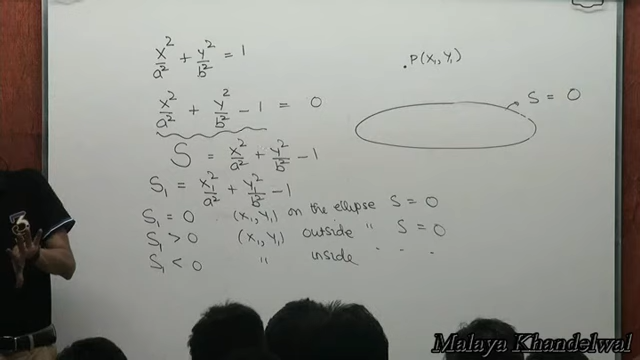 x²/a² + y²/b² = 1
x²/a² + y²/b² - 1 = 0
S = x²/a² + y²/b² - 1
S₁ = x₁²/a² + y₁²/b² - 1
S₁ = 0 (x₁, y₁) on the ellipse S = 0
S₁ > 0 (x₁, y₁) outside " S = 0
S₁ < 0 " inside " " "
.P(x₁, y₁)
S = 0
Malaya Khandelwal